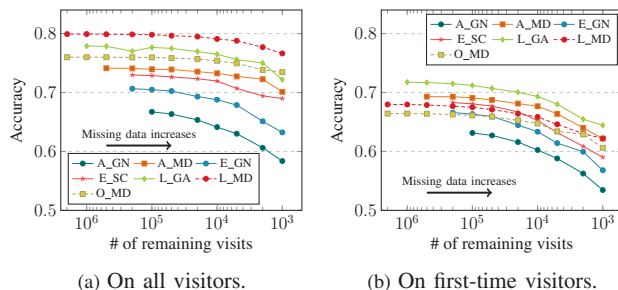 0.8
0.7
0.6
0.5
Accuracy
Missing data increases
A_GN A_MD E_GN
E_SC L_GA L_MD
O_MD
10^6 10^5 10^4 10^3
# of remaining visits
(a) On all visitors.
A_GN A_MD E_GN
E_SC L_GA L_MD
O_MD
0.8
0.7
0.6
0.5
Accuracy
Missing data increases
10^6 10^5 10^4 10^3
# of remaining visits
(b) On first-time visitors.